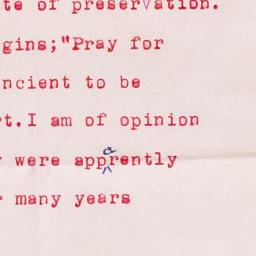 te of preservation.
gins;"Pray for
ncient to be
t.I am of opinion
were apprently
a
^
many years